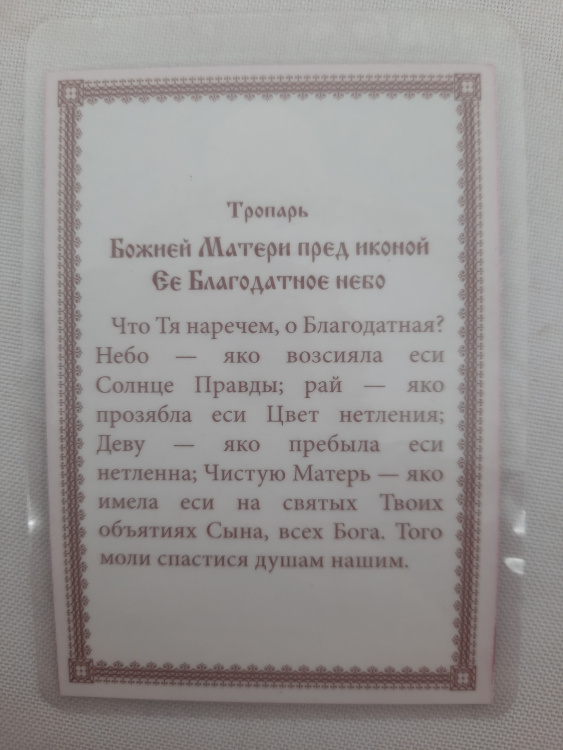 Тропарь
Божией Матери пред иконой
Ее Благодатное небо
Что Тя наречем, о Благодатная?
Небо — яко возсияла еси
Солнце Правды; рай — яко
прозябла еси Цвет нетления;
Деву — яко пребыла еси
нетленна; Чистую Матерь — яко
имела еси на святых Твоих
объятиях Сына, всех Бога. Того
моли спастися душам нашим.